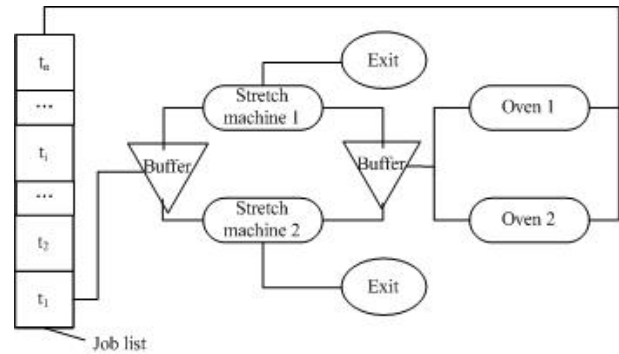 tn
...
ti
...
t2
t1
Job list
Buffer
Stretch
machine 1
Exit
Buffer
Stretch
machine 2
Exit
Oven 1
Oven 2